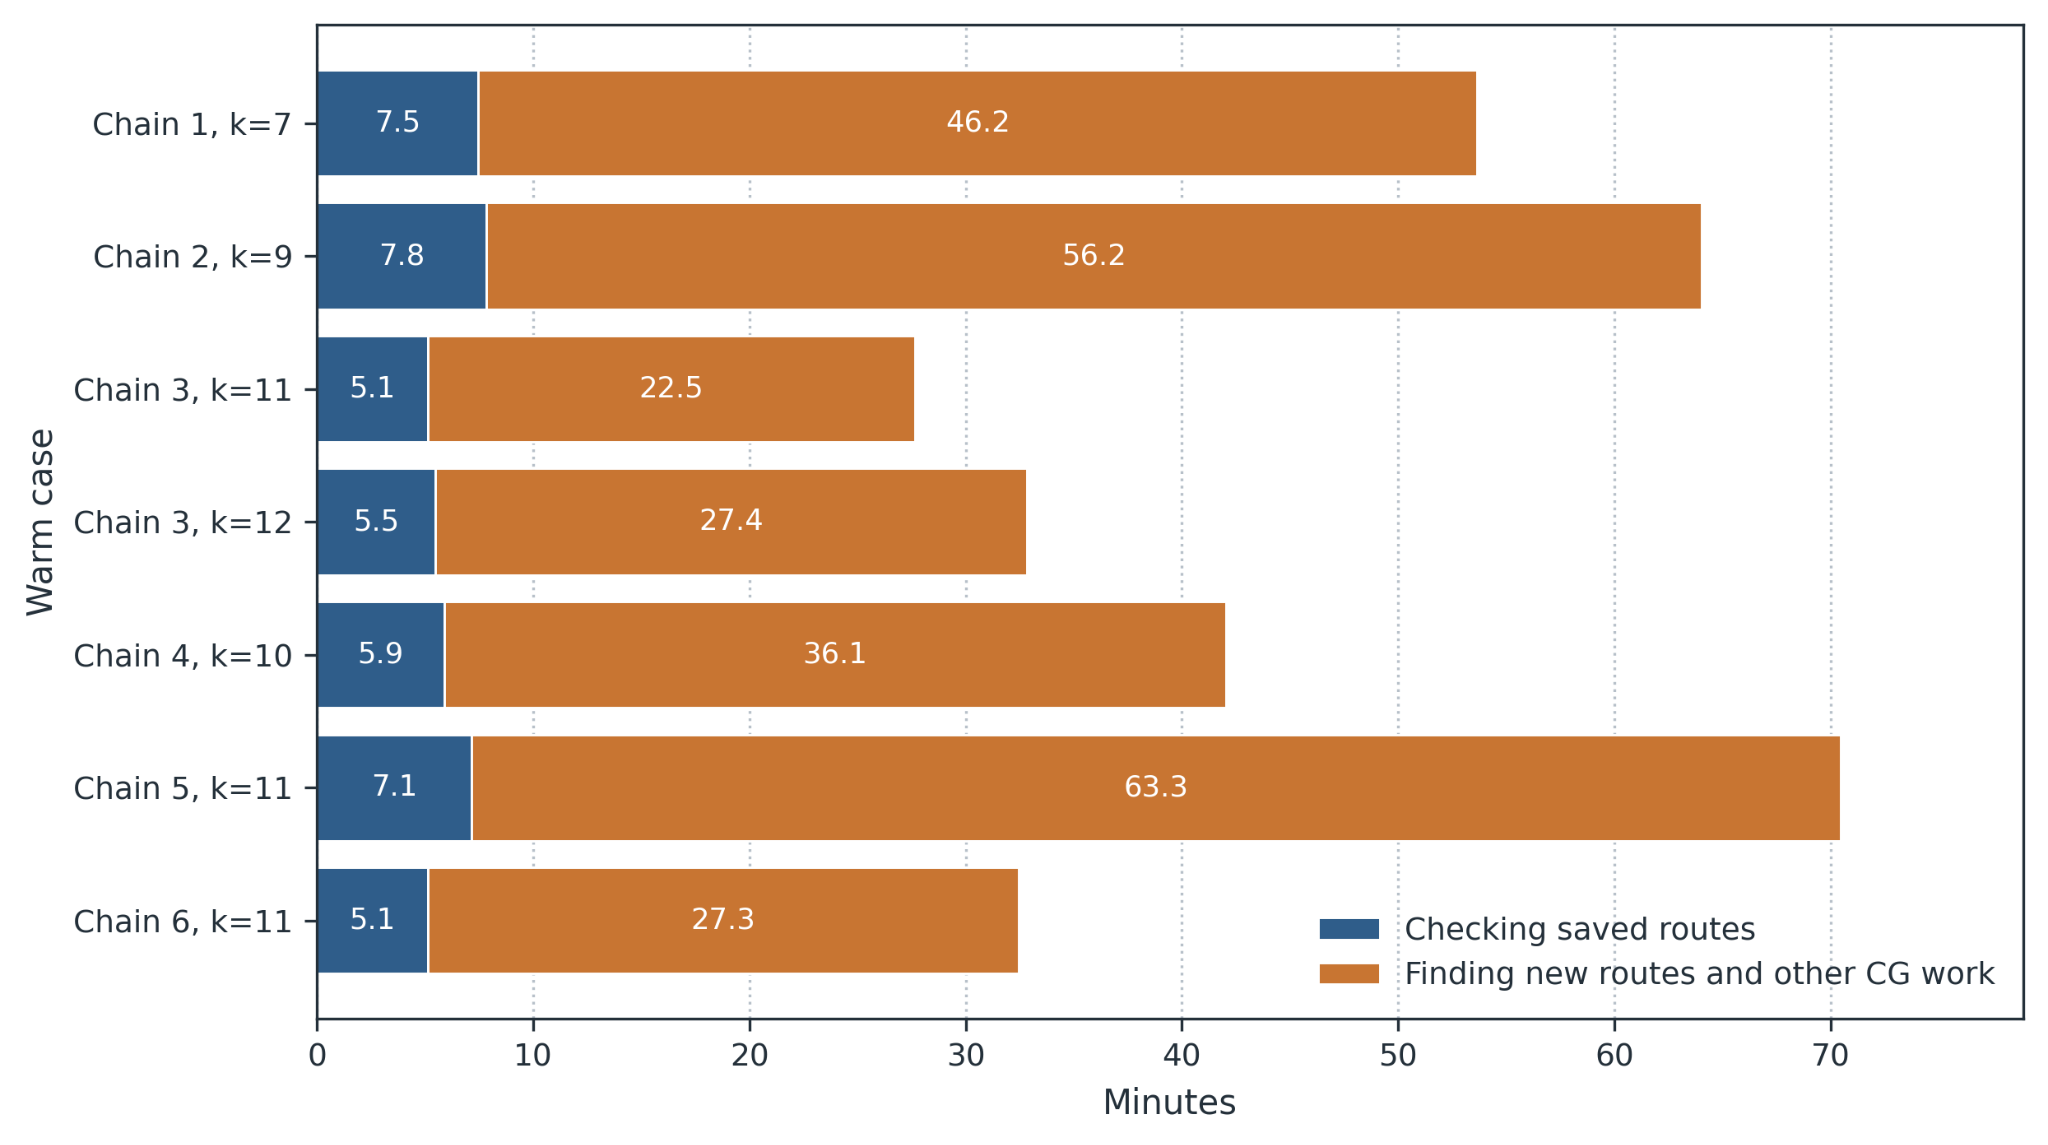 Chain 1, k=7
7.5
46.2
Chain 2, k=9
7.8
56.2
Chain 3, k=11
5.1
22.5
Chain 3, k=12
5.5
27.4
Chain 4, k=10
5.9
36.1
Chain 5, k=11
7.1
63.3
Chain 6, k=11
5.1
27.3
Warm case
Checking saved routes
Finding new routes and other CG work
0 10 20 30 40 50 60 70
Minutes